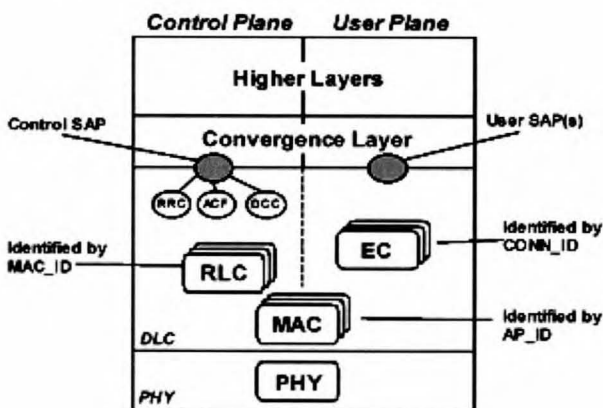 Control Plane User Plane
Higher Layers
Control SAP
User SAP(s)
Convergence Layer
RRC ACF DCC
Identified by
MAC_ID
RLC
EC
Identified by
CONN_ID
MAC
Identified by
AP_ID
DLC
PHY
PHY